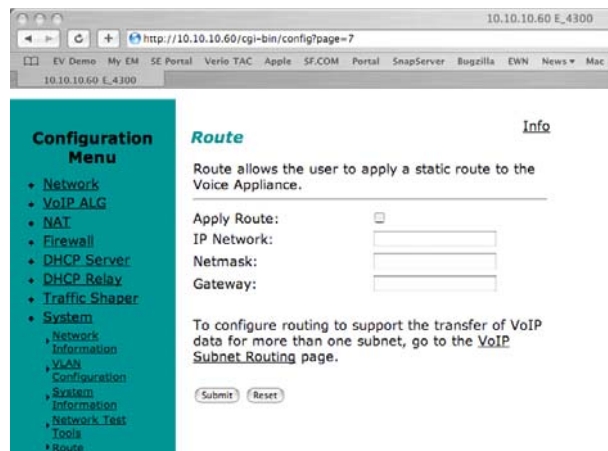 10.10.10.60 E_4300
http://10.10.10.60/cgi-bin/config?page=7
EV Demo My EM SE Portal Verio TAC Apple SF.COM Portal SnapServer Bugzilla EWN News Mac
10.10.10.60 E_4300
Configuration
Menu
Network
VoIP ALG
NAT
Firewall
DHCP Server
DHCP Relay
Traffic Shaper
System
Network
Information
VLAN
Configuration
System
Information
Network Test
Tools
Route
Info
Route
Route allows the user to apply a static route to the
Voice Appliance.
Apply Route:
IP Network:
Netmask:
Gateway:
To configure routing to support the transfer of VoIP
data for more than one subnet, go to the VoIP
Subnet Routing page.
Submit Reset